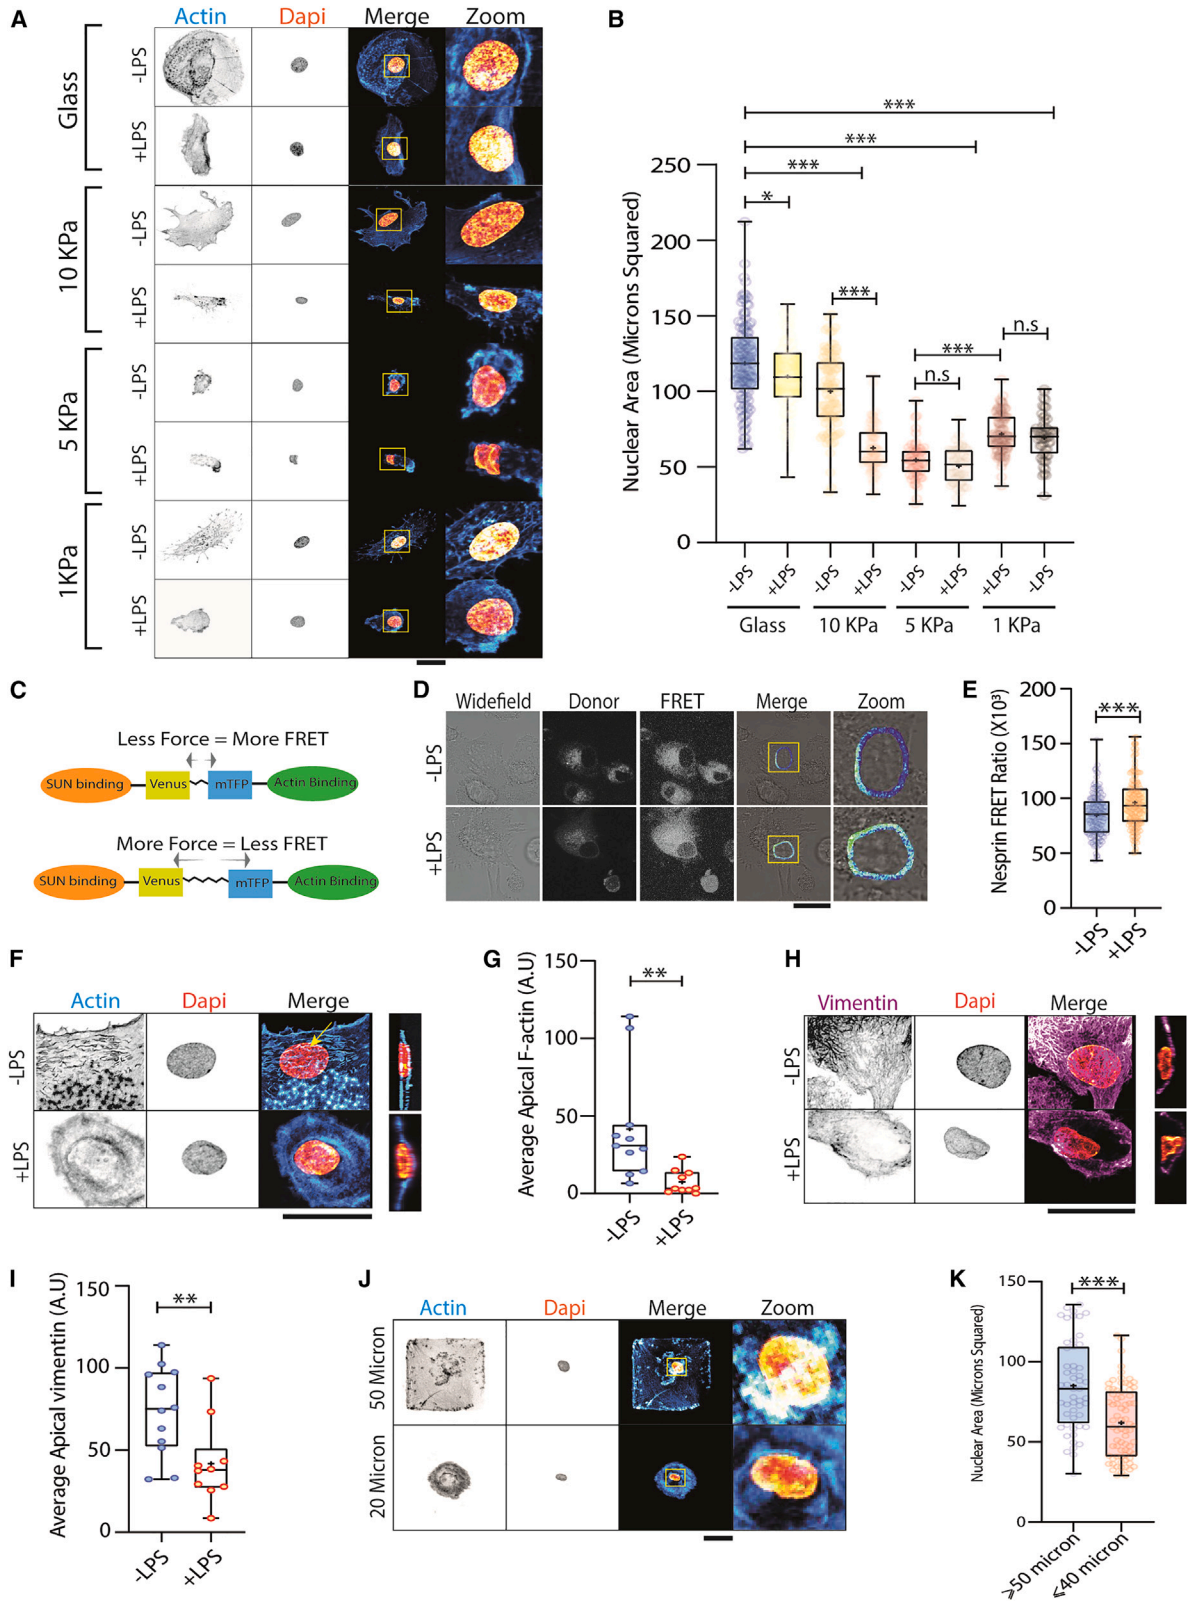 A
Actin Dapi Merge Zoom
Glass
-LPS
+LPS
10 KPa
-LPS
+LPS
5 KPa
-LPS
+LPS
1KPa
-LPS
+LPS
B
Nuclear Area (Microns Squared)
250
200
150
100
50
0
***
***
***
*
***
***
n.s
n.s
-LPS +LPS -LPS +LPS -LPS +LPS +LPS -LPS
Glass 10 KPa 5 KPa 1 KPa
C
Less Force = More FRET
SUN binding Venus mTFP Actin Binding
More Force = Less FRET
SUN binding Venus mTFP Actin Binding
D
Widefield Donor FRET Merge Zoom
-LPS
+LPS
E
Nesprin FRET Ratio (X10³)
200
150
100
50
0
***
-LPS +LPS
F
Actin Dapi Merge
-LPS
+LPS
G
Average Apical F-actin (A.U)
150
100
50
0
**
-LPS +LPS
H
Vimentin Dapi Merge
-LPS
+LPS
I
Average Apical vimentin (A.U)
150
100
50
0
**
-LPS +LPS
J
Actin Dapi Merge Zoom
50 Micron
20 Micron
K
Nuclear Area (Microns Squared)
150
100
50
0
***
⩾50 micron ⩽40 micron